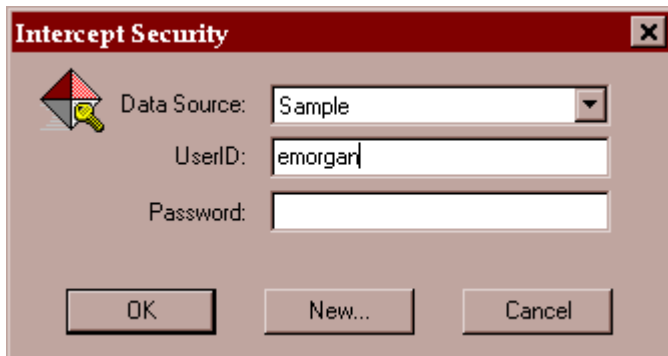 Intercept Security
Data Source: Sample
UserID: emorgan
Password:
OK New... Cancel